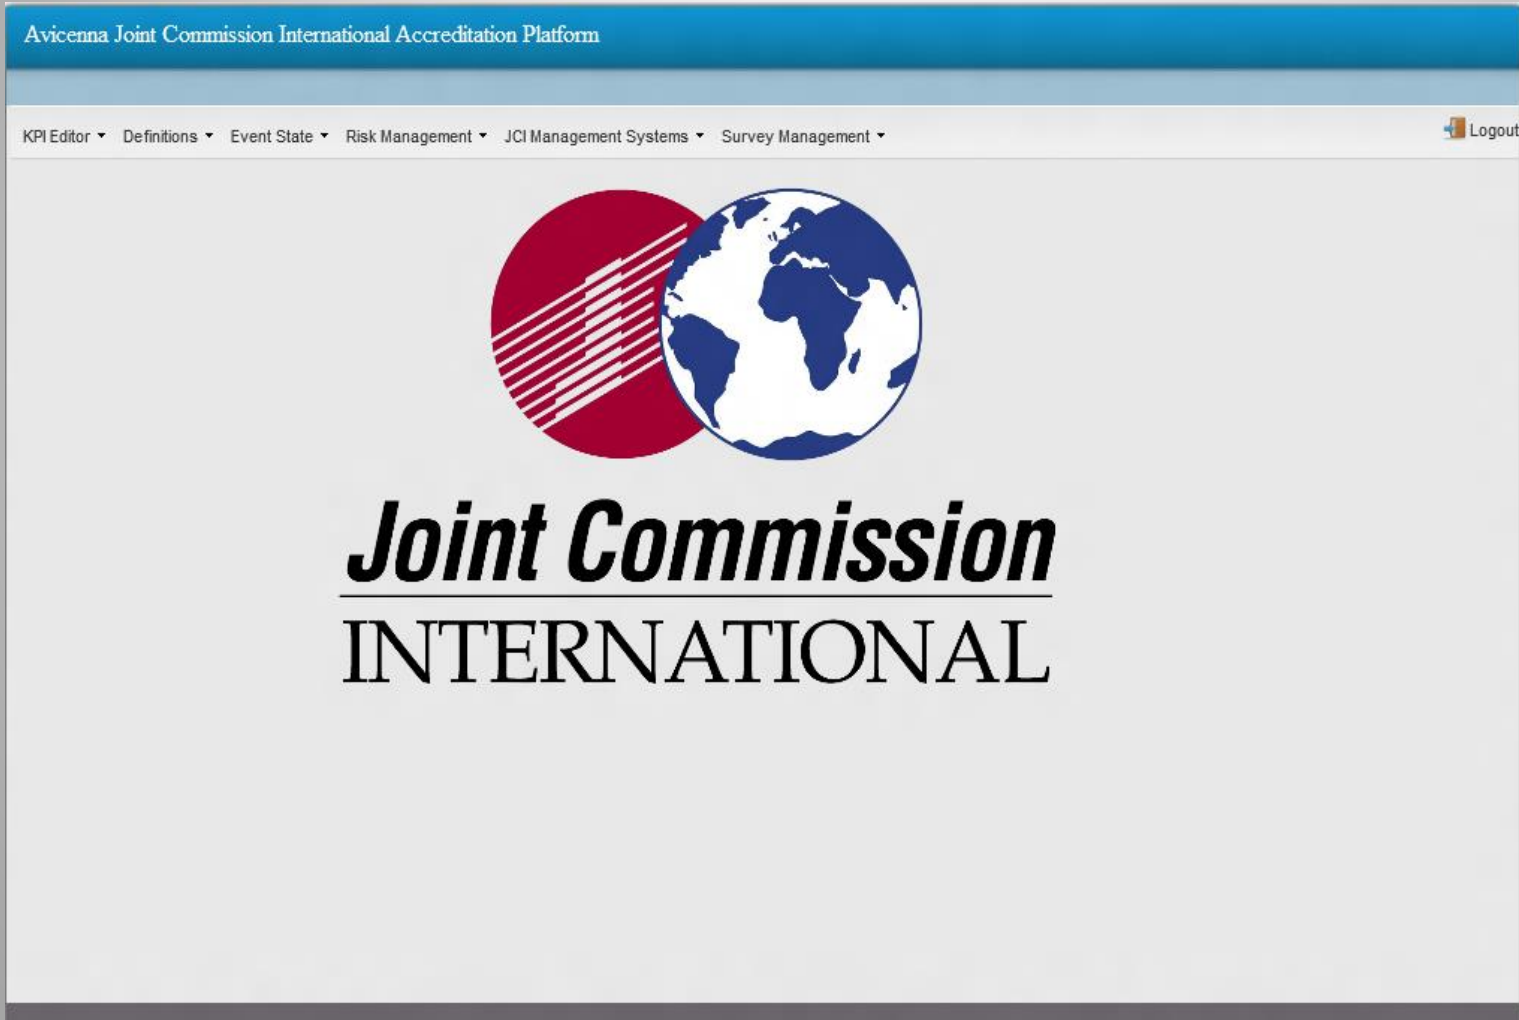 Avicenna Joint Commission International Accreditation Platform
KPI Editor Definitions Event State Risk Management JCI Management Systems Survey Management Logout
Joint Commission
INTERNATIONAL